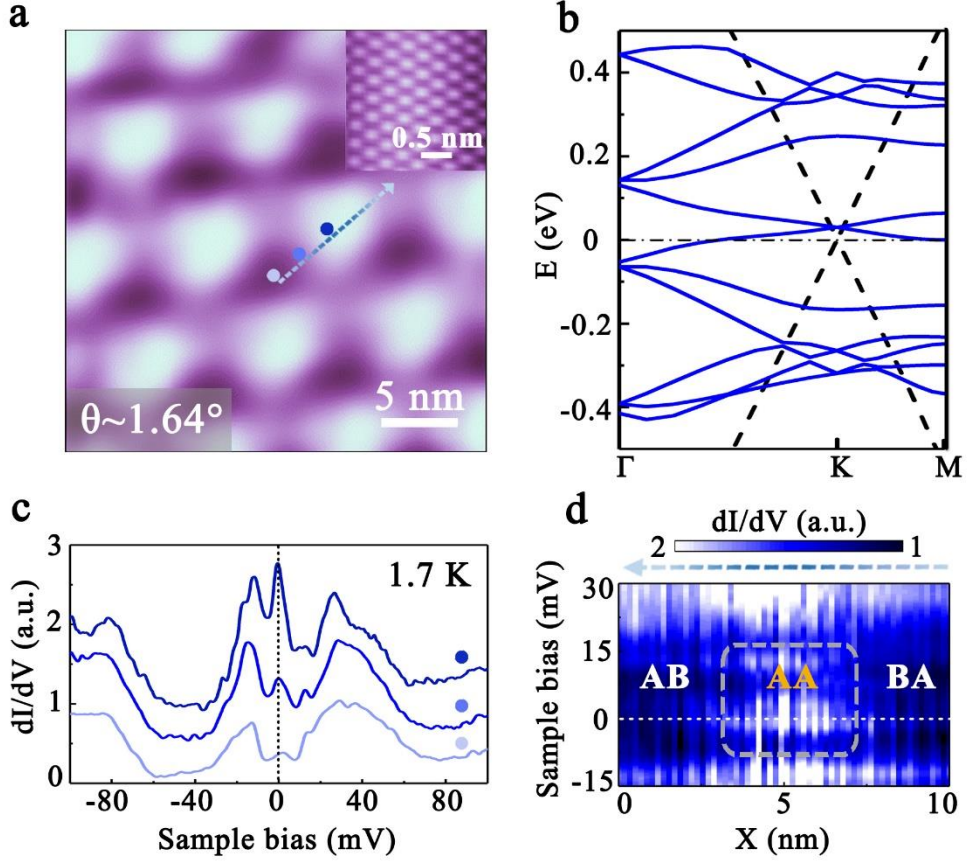 a
0.5 nm
5 nm
θ~1.64°
b
E (eV)
0.4
0.2
0
-0.2
-0.4
Γ K M
c
dI/dV (a.u.)
3
2
1
0
1.7 K
-80 -40 0 40 80
Sample bias (mV)
d
dI/dV (a.u.)
2 1
Sample bias (mV)
30
15
0
-15
AB AA BA
0 5 10
X (nm)